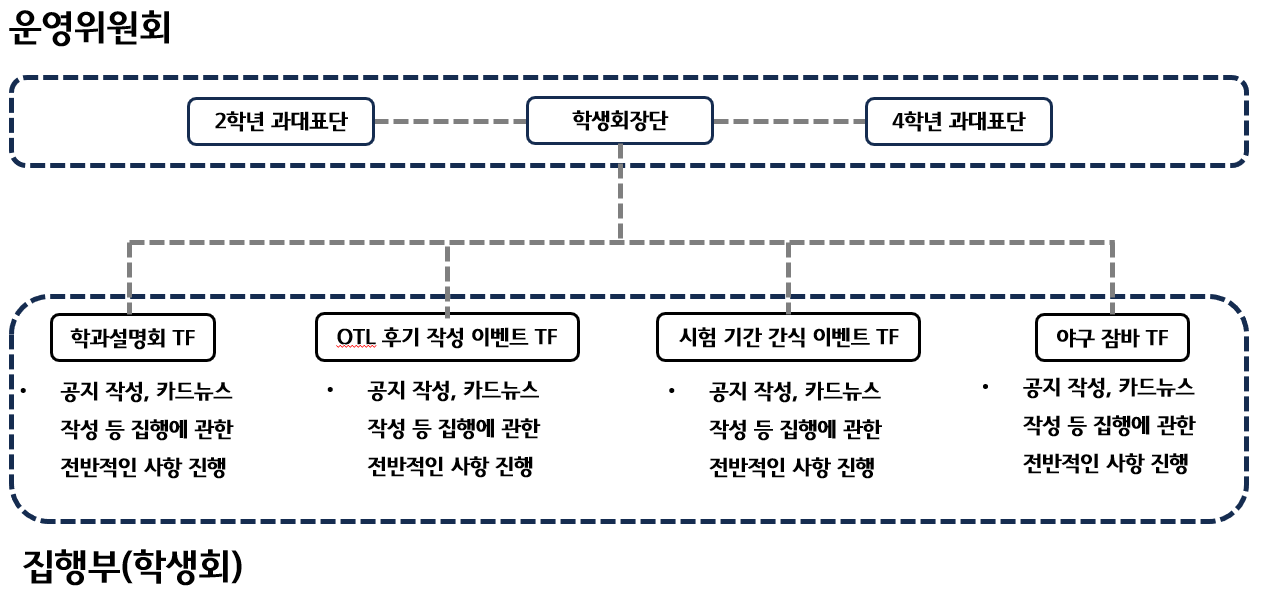 운영위원회
2학년 과대표단
학생회장단
4학년 과대표단
학과설명회 TF
• 공지 작성, 카드뉴스
작성 등 집행에 관한
전반적인 사항 진행
OTL 후기 작성 이벤트 TF
• 공지 작성, 카드뉴스
작성 등 집행에 관한
전반적인 사항 진행
시험 기간 간식 이벤트 TF
• 공지 작성, 카드뉴스
작성 등 집행에 관한
전반적인 사항 진행
야구 잠바 TF
• 공지 작성, 카드뉴스
작성 등 집행에 관한
전반적인 사항 진행
집행부(학생회)